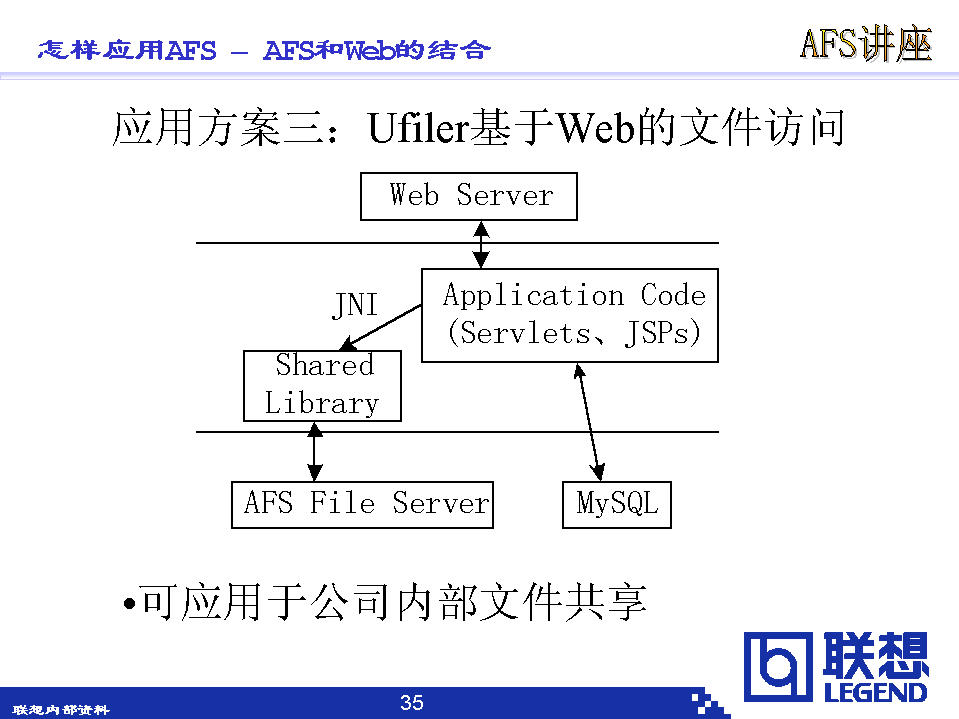 怎样应用AFS – AFS和Web的结合
AFS讲座
应用方案三：Ufiler基于Web的文件访问
Web Server
JNI
Application Code
(Servlets、JSPs)
Shared
Library
AFS File Server
MySQL
•可应用于公司内部文件共享
联想
LEGEND
联想内部资料
35